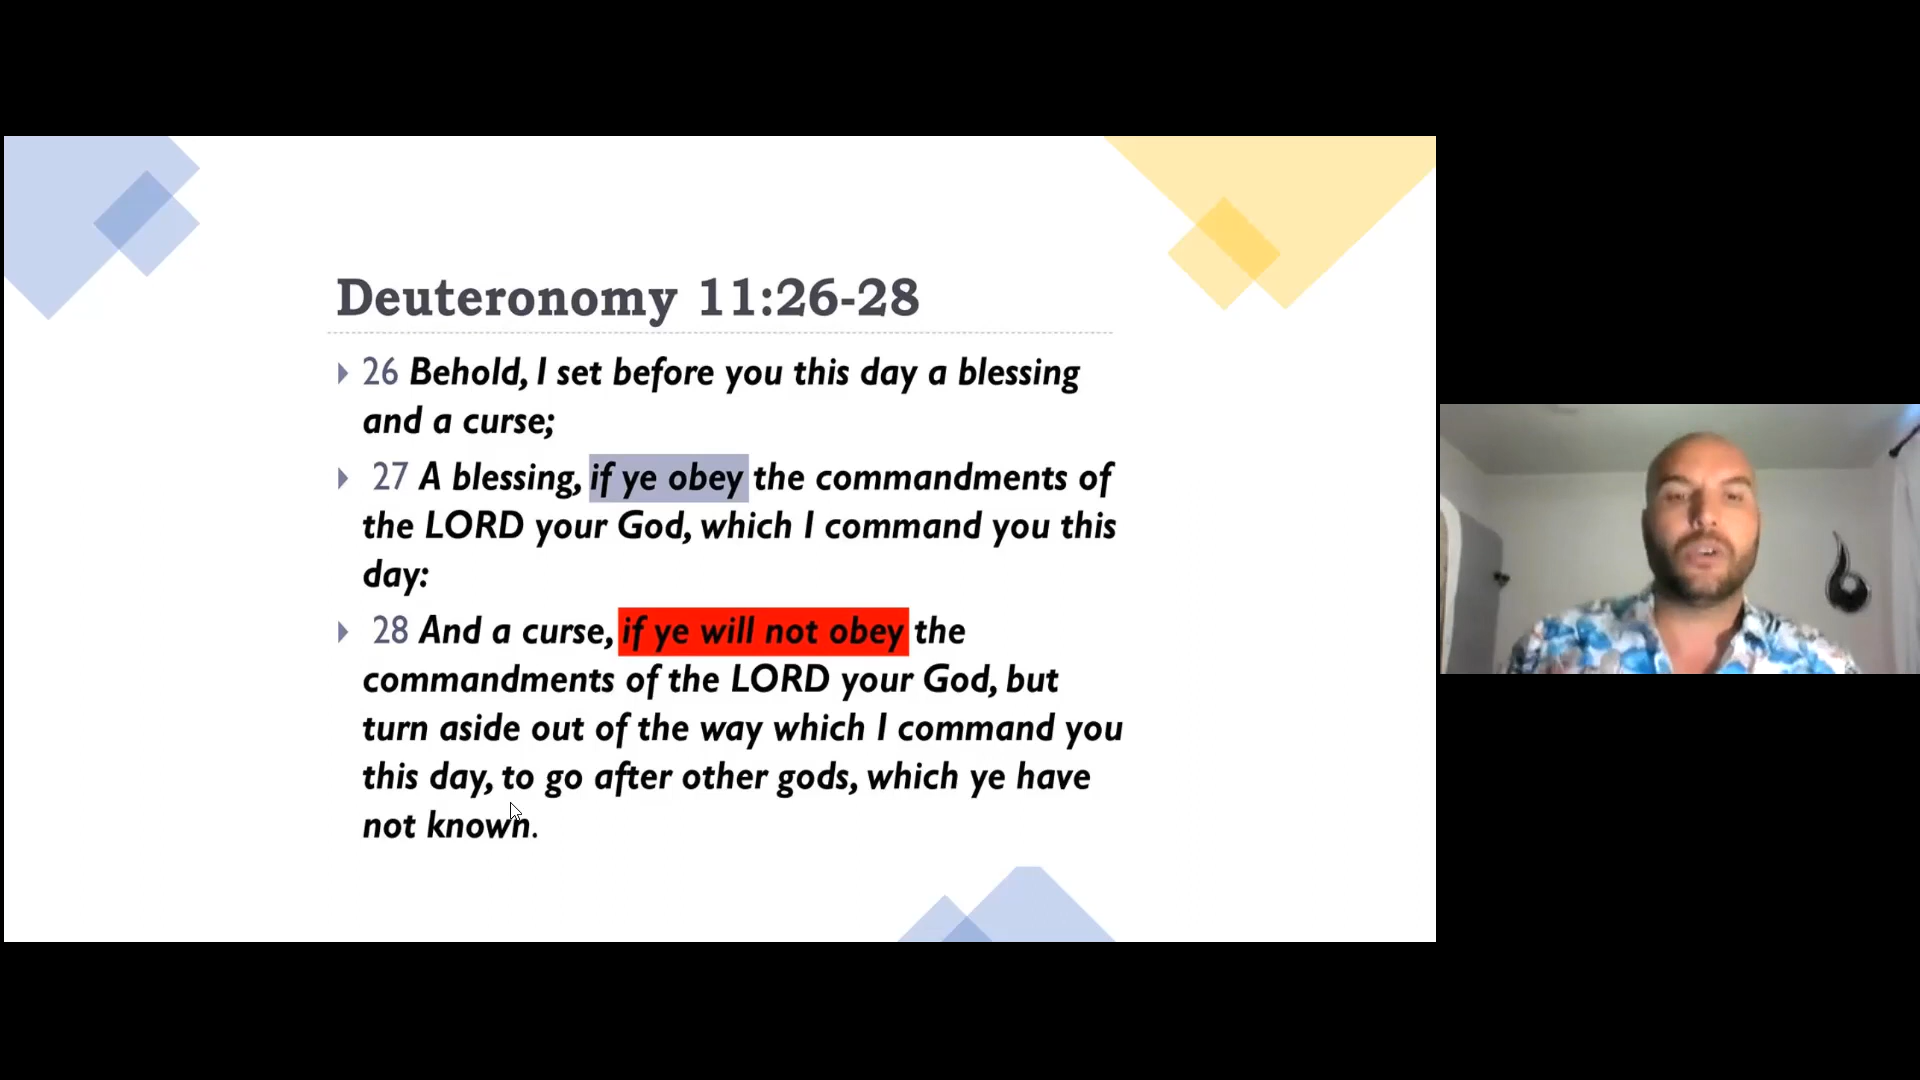 Deuteronomy 11:26-28
26 Behold, I set before you this day a blessing
and a curse;
27 A blessing, if ye obey the commandments of
the LORD your God, which I command you this
day:
28 And a curse, if ye will not obey the
commandments of the LORD your God, but
turn aside out of the way which I command you
this day, to go after other gods, which ye have
not known.